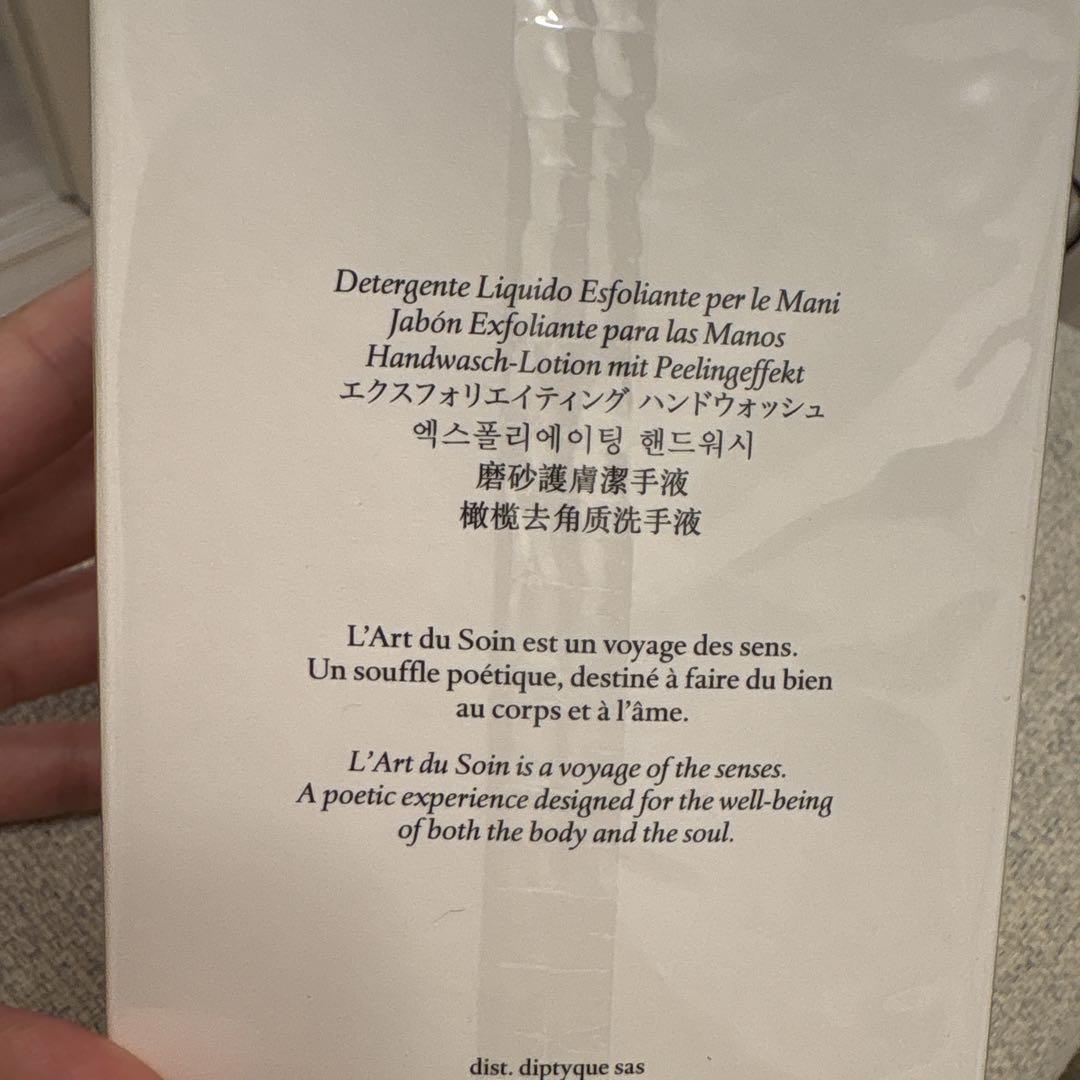 Detergente Liquido Esfoliante per le Mani
Jabón Exfoliante para las Manos
Handwasch-Lotion mit Peelingeffekt
エクスフォリエイティング ハンドウォッシュ
엑스폴리에이팅 핸드워시
磨砂護膚潔手液
橄榄去角质洗手液
L'Art du Soin est un voyage des sens.
Un souffle poétique, destiné à faire du bien
au corps et à l'âme.
L'Art du Soin is a voyage of the senses.
A poetic experience designed for the well-being
of both the body and the soul.
dist. diptyque sas